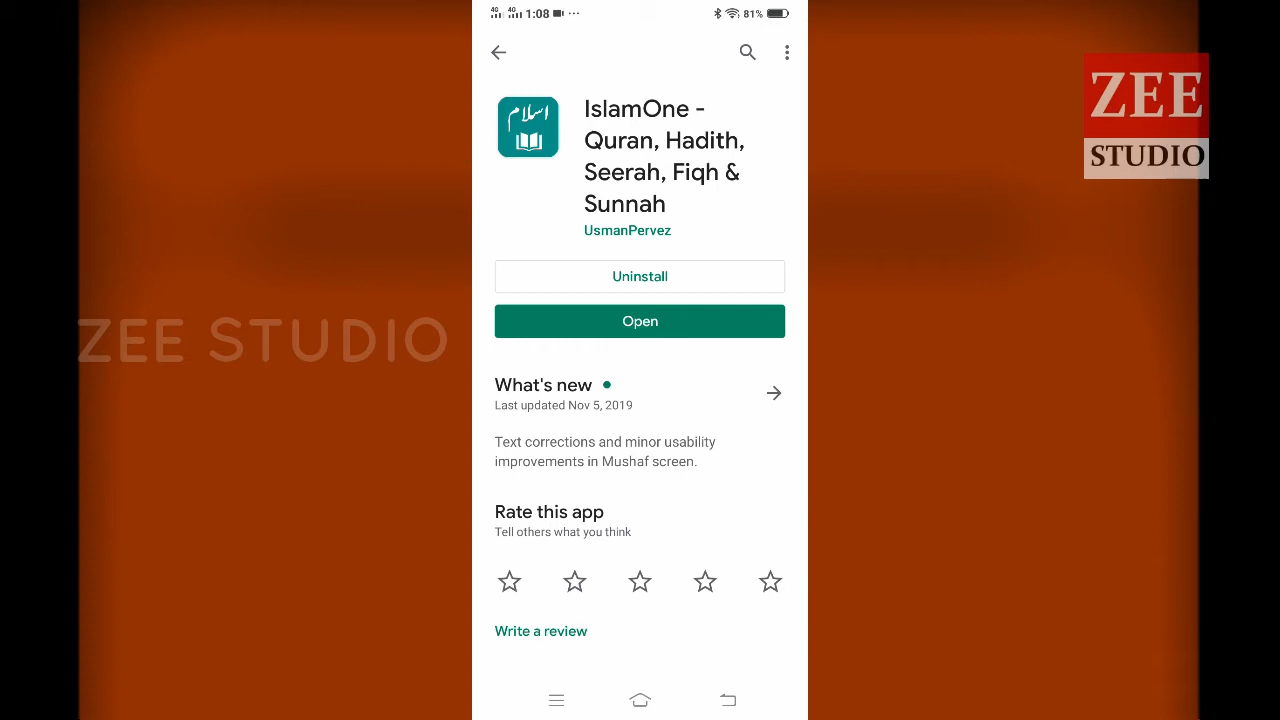 4G 4G 1:08 ... 81%
ZEE
STUDIO
اسلام
IslamOne -
Quran, Hadith,
Seerah, Fiqh &
Sunnah
UsmanPervez
Uninstall
Open
ZEE STUDIO
What's new
Last updated Nov 5, 2019
Text corrections and minor usability
improvements in Mushaf screen.
Rate this app
Tell others what you think
Write a review